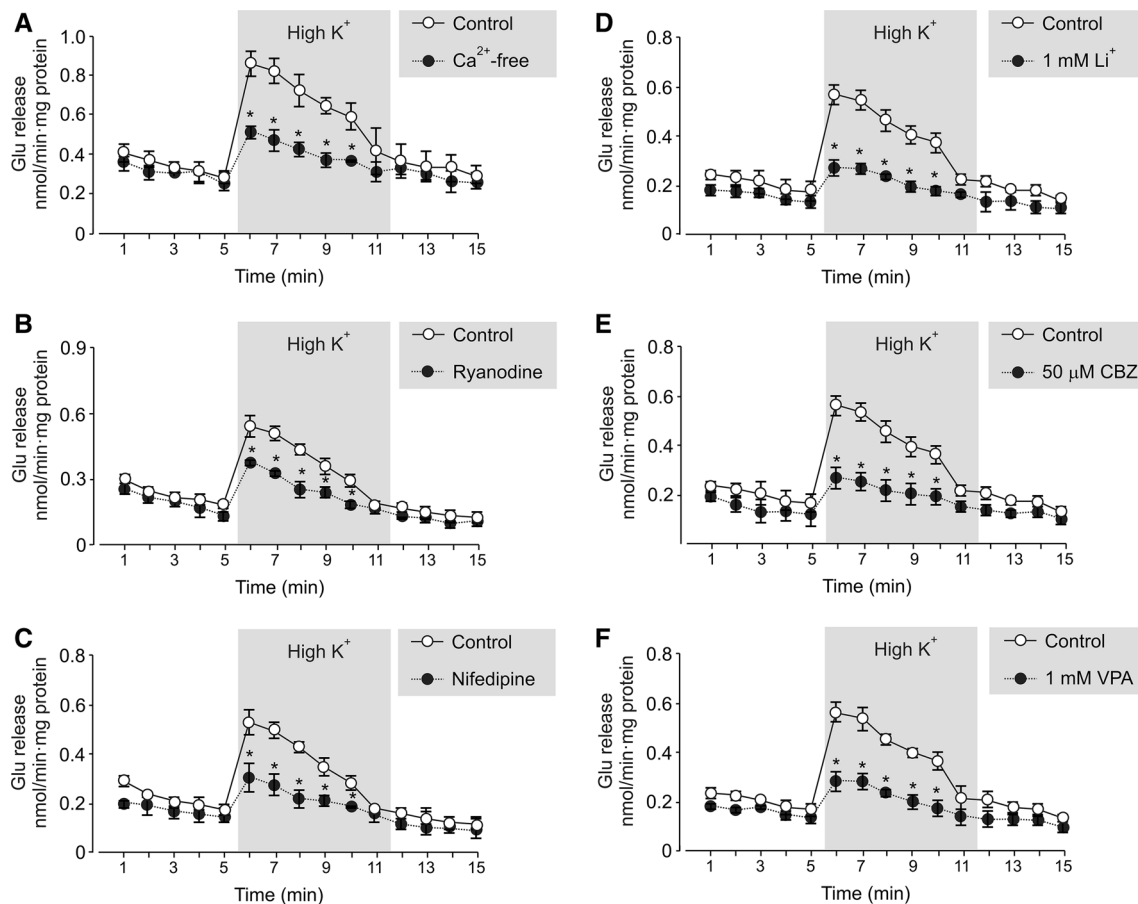 A
Glu release
nmol/min·mg protein
1.0
0.8
0.6
0.4
0.2
0
High K⁺
Control
Ca²⁺-free
* * * * *
1 3 5 7 9 11 13 15
Time (min)
B
Glu release
nmol/min·mg protein
0.9
0.6
0.3
0
High K⁺
Control
Ryanodine
* * * * *
1 3 5 7 9 11 13 15
Time (min)
C
Glu release
nmol/min·mg protein
0.8
0.6
0.4
0.2
0
High K⁺
Control
Nifedipine
* * * * *
1 3 5 7 9 11 13 15
Time (min)
D
Glu release
nmol/min·mg protein
0.8
0.6
0.4
0.2
0
High K⁺
Control
1 mM Li⁺
* * * * *
1 3 5 7 9 11 13 15
Time (min)
E
Glu release
nmol/min·mg protein
0.8
0.6
0.4
0.2
0
High K⁺
Control
50 μM CBZ
* * * * *
1 3 5 7 9 11 13 15
Time (min)
F
Glu release
nmol/min·mg protein
0.8
0.6
0.4
0.2
0
High K⁺
Control
1 mM VPA
* * * * *
1 3 5 7 9 11 13 15
Time (min)